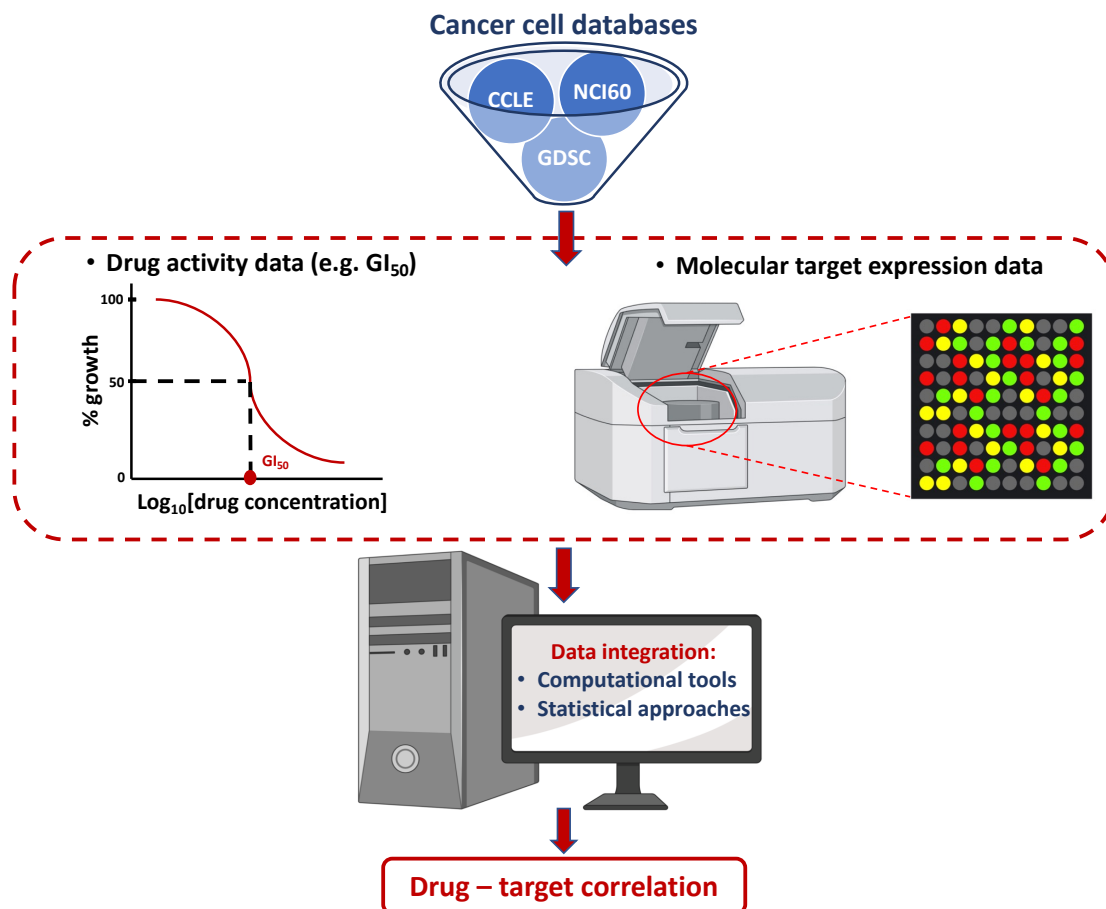 Cancer cell databases
CCLE
NCI60
GDSC
• Drug activity data (e.g. GI₅₀)
100
50
0
% growth
GI₅₀
Log₁₀[drug concentration]
• Molecular target expression data
Data integration:
• Computational tools
• Statistical approaches
Drug – target correlation